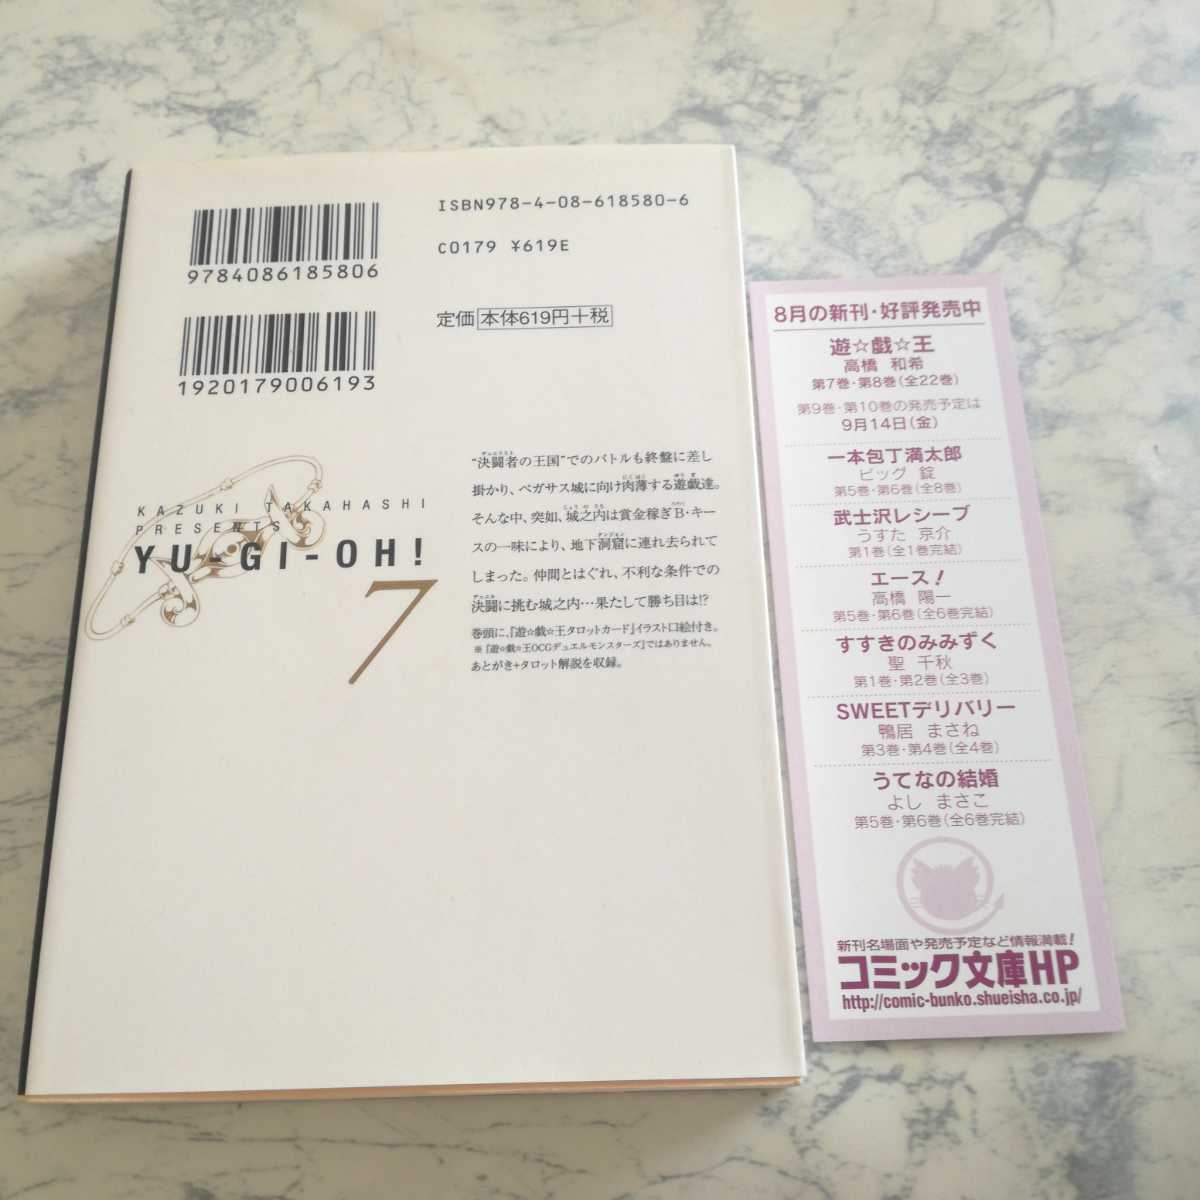 ISBN978-4-08-618580-6
C0179 ¥619E
定価 本体619円+税
9784086185806
1920179006193
KAZUKI TAKAHASHI
PRESENTS
YU-GI-OH!
7
“決闘者の王国”でのバトルも終盤に差し
掛かり、ペガサス城に向け肉薄する遊戯達。
そんな中、突如、城之内は賞金稼ぎB・キー
スの一味により、地下洞窟に連れ去られて
しまった。仲間とはぐれ、不利な条件での
決闘に挑む城之内…果たして勝ち目は!?
巻頭に、『遊☆戯☆王タロットカード』イラスト口絵付き。
※『遊☆戯☆王OCGデュエルモンスターズ』ではありません。
あとがき+タロット解説を収録。
8月の新刊・好評発売中
遊☆戯☆王
高橋 和希
第7巻・第8巻(全22巻)
第9巻・第10巻の発売予定は
9月14日(金)
一本包丁満太郎
ビッグ 錠
第5巻・第6巻(全8巻)
武士沢レシーブ
うすた 京介
第1巻(全1巻完結)
エース!
高橋 陽一
第5巻・第6巻(全6巻完結)
すすきのみみずく
聖 千秋
第1巻・第2巻(全3巻)
SWEETデリバリー
鴨居 まさね
第3巻・第4巻(全4巻)
うてなの結婚
よし まさこ
第5巻・第6巻(全6巻完結)
新刊名場面や発売予定など情報満載!
コミック文庫HP
http://comic-bunko.shueisha.co.jp/